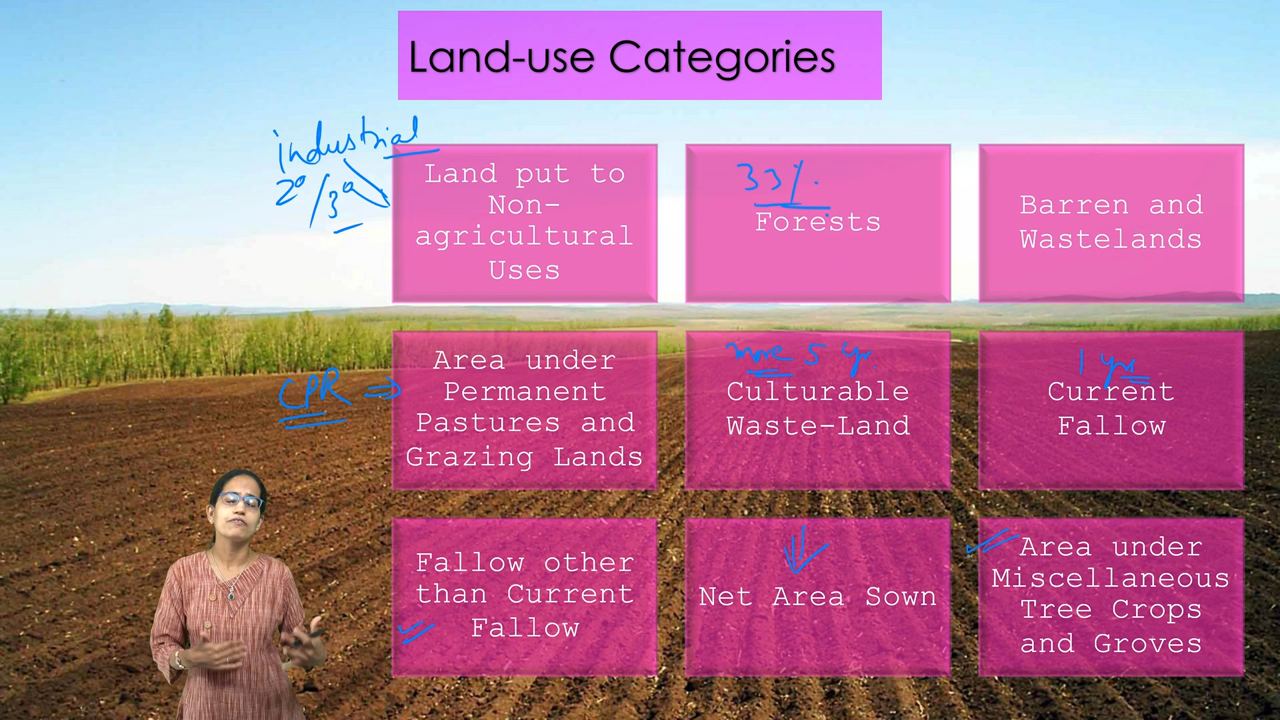 Land-use Categories
industrial
2°/3°
Land put to
Non-
agricultural
Uses
33%.
Forests
Barren and
Wastelands
CPR ⇒
Area under
Permanent
Pastures and
Grazing Lands
more 5 yr.
Culturable
Waste-Land
1 yr
Current
Fallow
Fallow other
than Current
Fallow
Net Area Sown
Area under
Miscellaneous
Tree Crops
and Groves